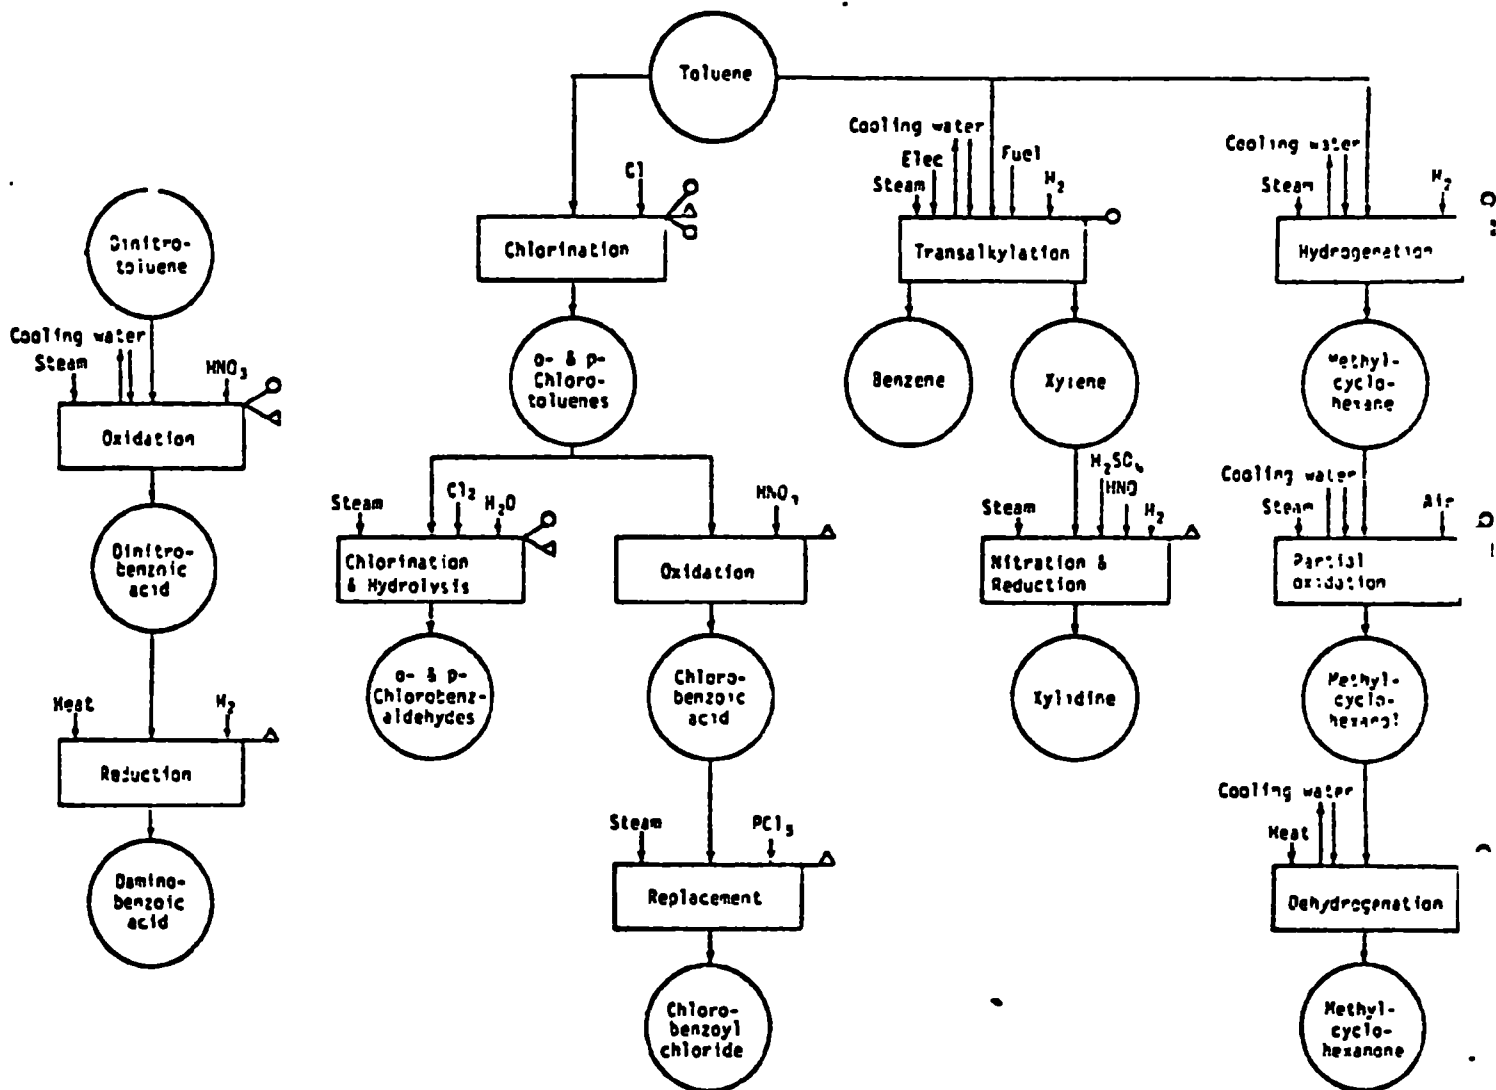 Toluene
Cooling water
Elec
Steam
Fuel
H2
Cooling water
Steam
H2
Cl
Chlorination
Transalkylation
Hydrogenation
Dinitro-
toluene
Cooling water
Steam
HNO3
Oxidation
o- & p-
Chloro-
toluenes
Benzene
Xylene
Methyl-
cyclo-
hexane
Steam
Cl2
H2O
HNO3
Steam
H2SO4
HNO
H2
Cooling water
Steam
Air
Dinitro-
benznic
acid
Chlorination
& Hydrolysis
Oxidation
Nitration &
Reduction
Partial
oxidation
o- & p-
Chlorobenz-
aldehydes
Chloro-
benzoic
acid
Xylidine
Methyl-
cyclo-
hexanol
Heat
H2
Reduction
Steam
PCl5
Cooling water
Heat
Replacement
Dehydrogenation
Damino-
benzoic
acid
Chloro-
benzoyl
chloride
Methyl-
cyclo-
hexanone